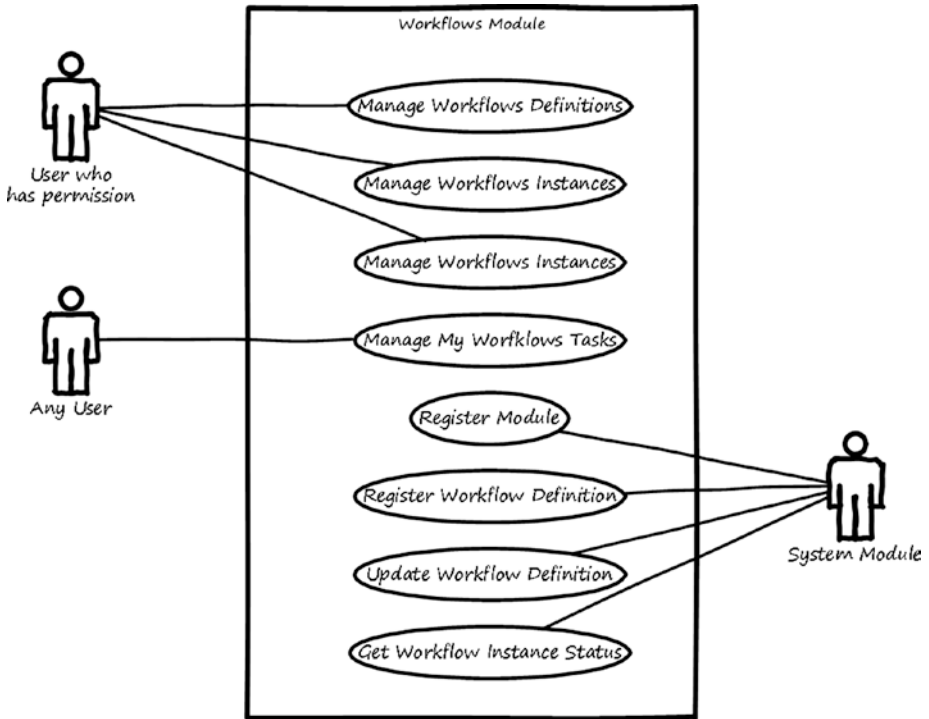 Workflows Module
Manage Workflows Definitions
User who
has permission
Manage Workflows Instances
Manage Workflows Instances
Manage My Worfklows Tasks
Any User
Register Module
Register Workflow Definition
System Module
Update Workflow Definition
Get Workflow Instance Status